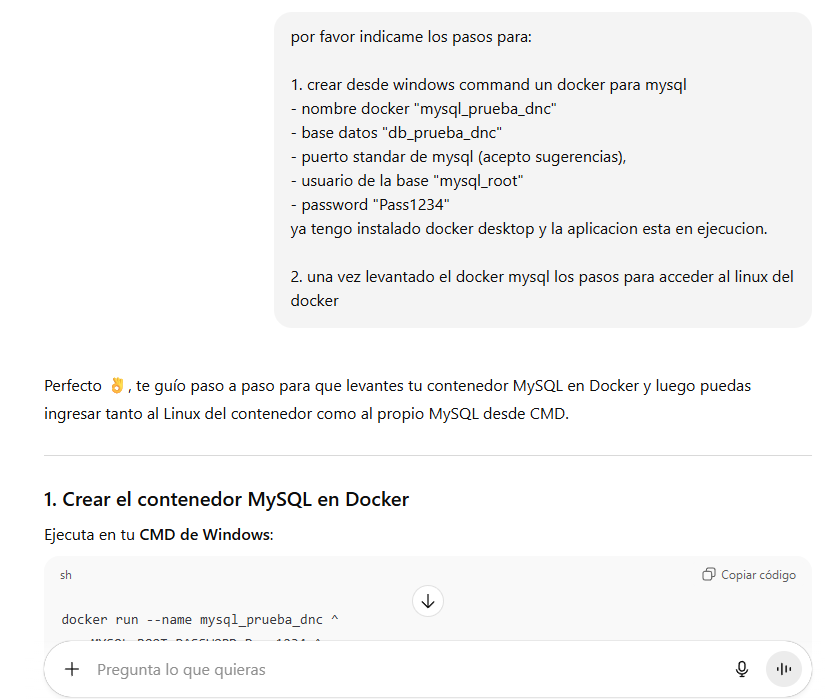 por favor indicame los pasos para:
1. crear desde windows command un docker para mysql
- nombre docker "mysql_prueba_dnc"
- base datos "db_prueba_dnc"
- puerto standar de mysql (acepto sugerencias),
- usuario de la base "mysql_root"
- password "Pass1234"
ya tengo instalado docker desktop y la aplicacion esta en ejecucion.
2. una vez levantado el docker mysql los pasos para acceder al linux del
docker
Perfecto 👌, te guío paso a paso para que levantes tu contenedor MySQL en Docker y luego puedas
ingresar tanto al Linux del contenedor como al propio MySQL desde CMD.
1. Crear el contenedor MySQL en Docker
Ejecuta en tu CMD de Windows:
sh
Copiar código
docker run --name mysql_prueba_dnc ^
Pregunta lo que quieras